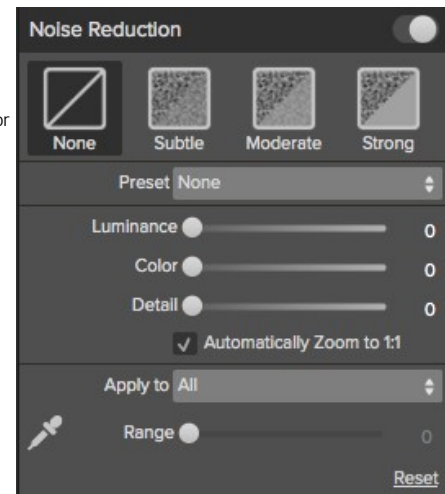 Noise Reduction
or
None Subtle Moderate Strong
Preset None
Luminance 0
Color 0
Detail 0
Automatically Zoom to 1:1
Apply to All
Range 0
Reset